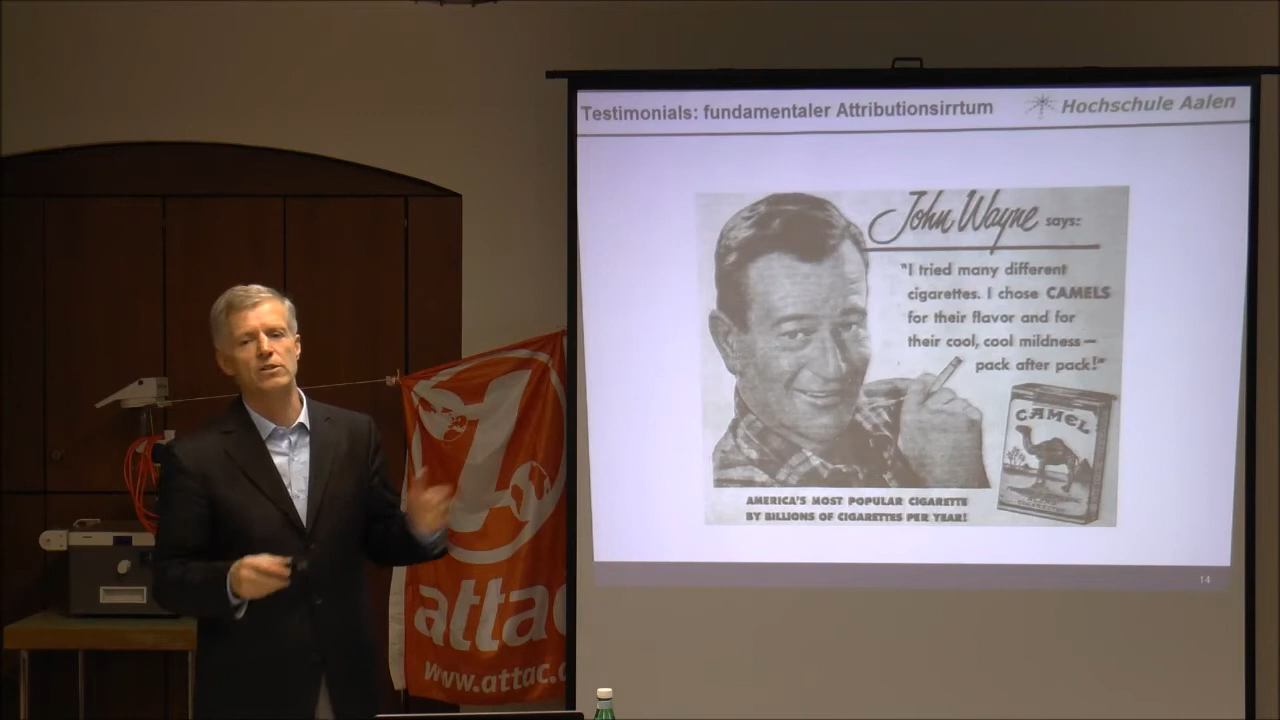 Testimonials: fundamentaler Attributionsirrtum
Hochschule Aalen
John Wayne says:
"I tried many different
cigarettes. I chose CAMELS
for their flavor and for
their cool, cool mildness—
pack after pack!"
CAMEL
AMERICA'S MOST POPULAR CIGARETTE
BY BILLIONS OF CIGARETTES PER YEAR!
14
attac
www.attac.